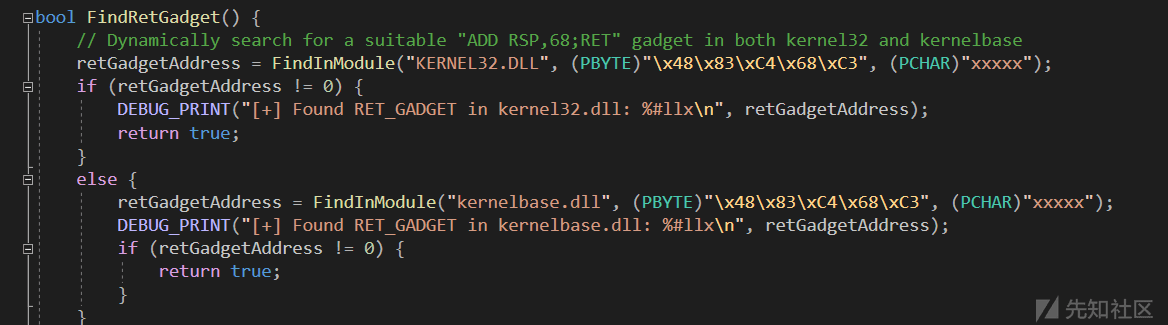 bool FindRetGadget() {
// Dynamically search for a suitable "ADD RSP,68;RET" gadget in both kernel32 and kernelbase
retGadgetAddress = FindInModule("KERNEL32.DLL", (PBYTE)"\x48\x83\xC4\x68\xC3", (PCHAR)"xxxxx");
if (retGadgetAddress != 0) {
DEBUG_PRINT("[+] Found RET_GADGET in kernel32.dll: %#llx\n", retGadgetAddress);
return true;
}
else {
retGadgetAddress = FindInModule("kernelbase.dll", (PBYTE)"\x48\x83\xC4\x68\xC3", (PCHAR)"xxxxx");
DEBUG_PRINT("[+] Found RET_GADGET in kernelbase.dll: %#llx\n", retGadgetAddress);
if (retGadgetAddress != 0) {
return true;
}
}
先知社区